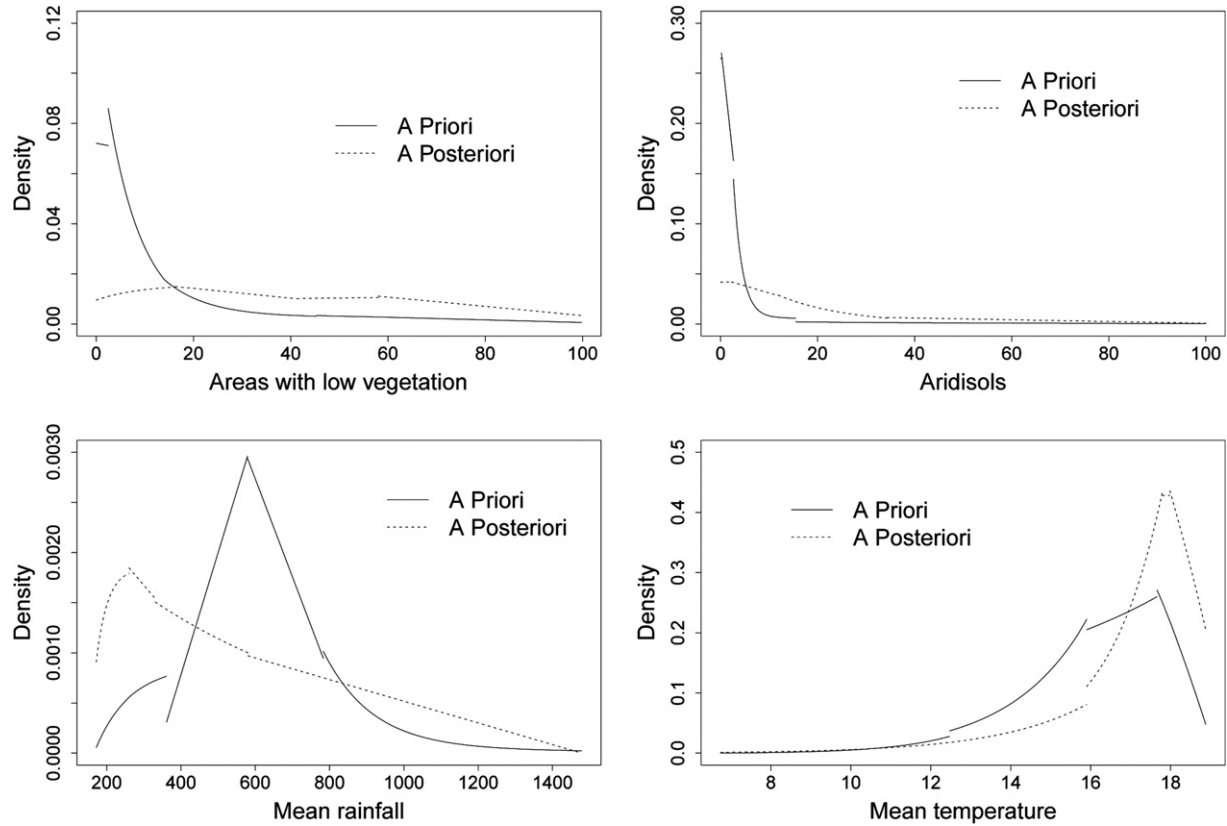 0.12
0.08
0.04
0.00
Density
A Priori
A Posteriori
0 20 40 60 80 100
Areas with low vegetation
0.30
0.20
0.10
0.00
Density
A Priori
A Posteriori
0 20 40 60 80 100
Aridisols
0.0030
0.0020
0.0010
0.0000
Density
A Priori
A Posteriori
200 400 600 800 1000 1200 1400
Mean rainfall
0.5
0.4
0.3
0.2
0.1
0.0
Density
A Priori
A Posteriori
8 10 12 14 16 18
Mean temperature